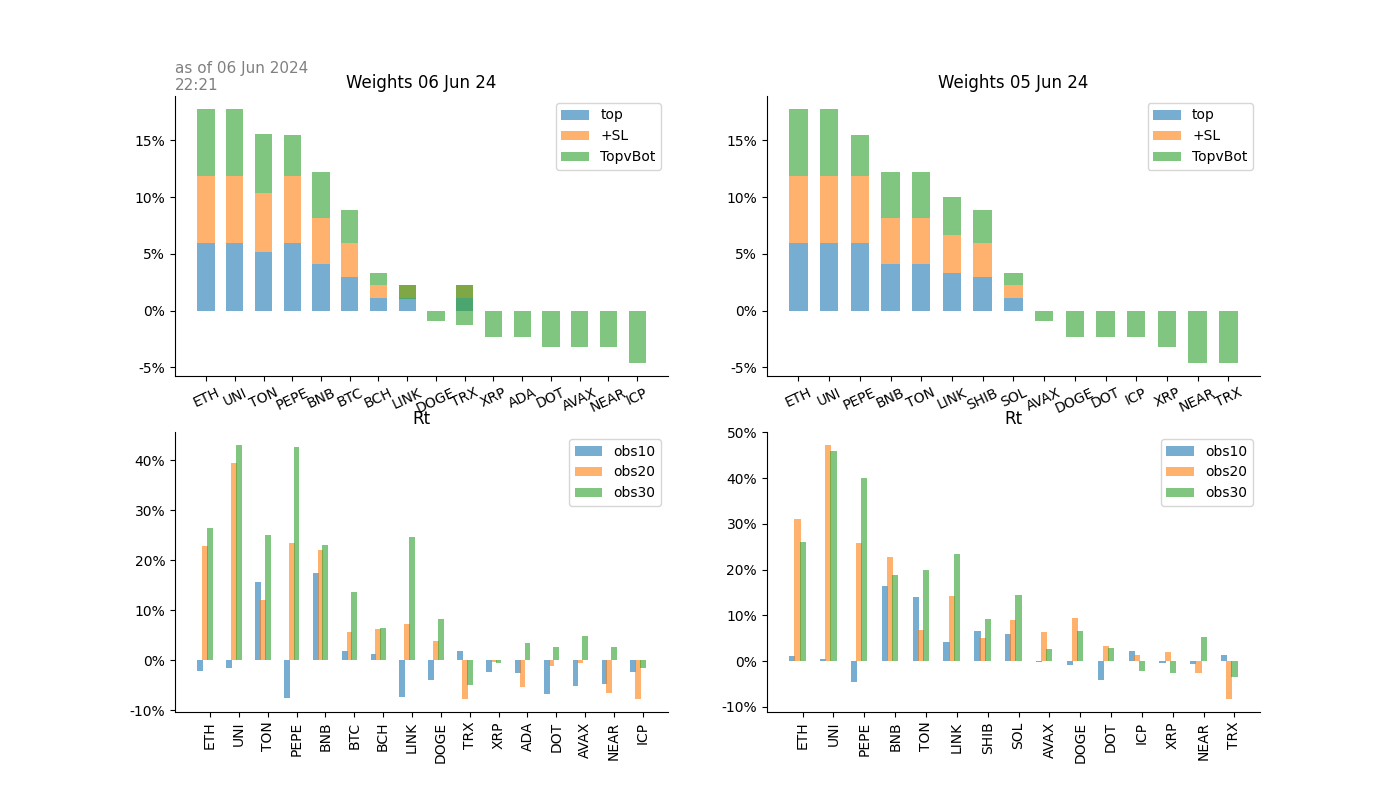 as of 06 Jun 2024
22:21
Weights 06 Jun 24
top
+SL
TopvBot
15%
10%
5%
0%
-5%
ETH UNI TON PEPE BNB BTC BCH LINK DOGE TRX XRP ADA DOT AVAX NEAR ICP
Weights 05 Jun 24
top
+SL
TopvBot
15%
10%
5%
0%
-5%
ETH UNI PEPE BNB TON LINK SHIB SOL AVAX DOGE DOT ICP XRP NEAR TRX
Rt
obs10
obs20
obs30
40%
30%
20%
10%
0%
-10%
ETH UNI TON PEPE BNB BTC BCH LINK DOGE TRX XRP ADA DOT AVAX NEAR ICP
Rt
obs10
obs20
obs30
50%
40%
30%
20%
10%
0%
-10%
ETH UNI PEPE BNB TON LINK SHIB SOL AVAX DOGE DOT ICP XRP NEAR TRX